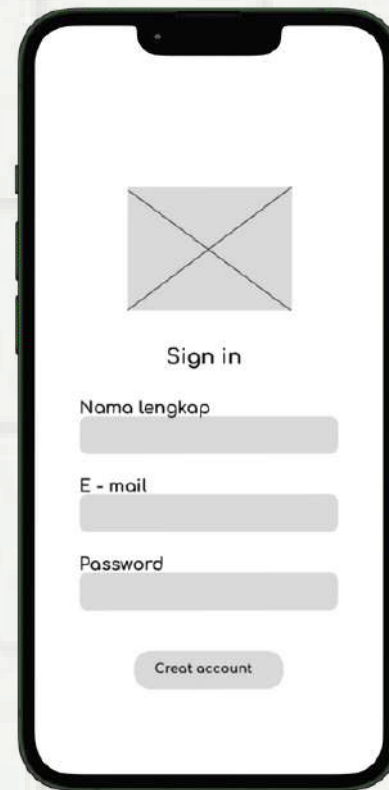 Sign in
Nama lengkap
E - mail
Password
Creat account